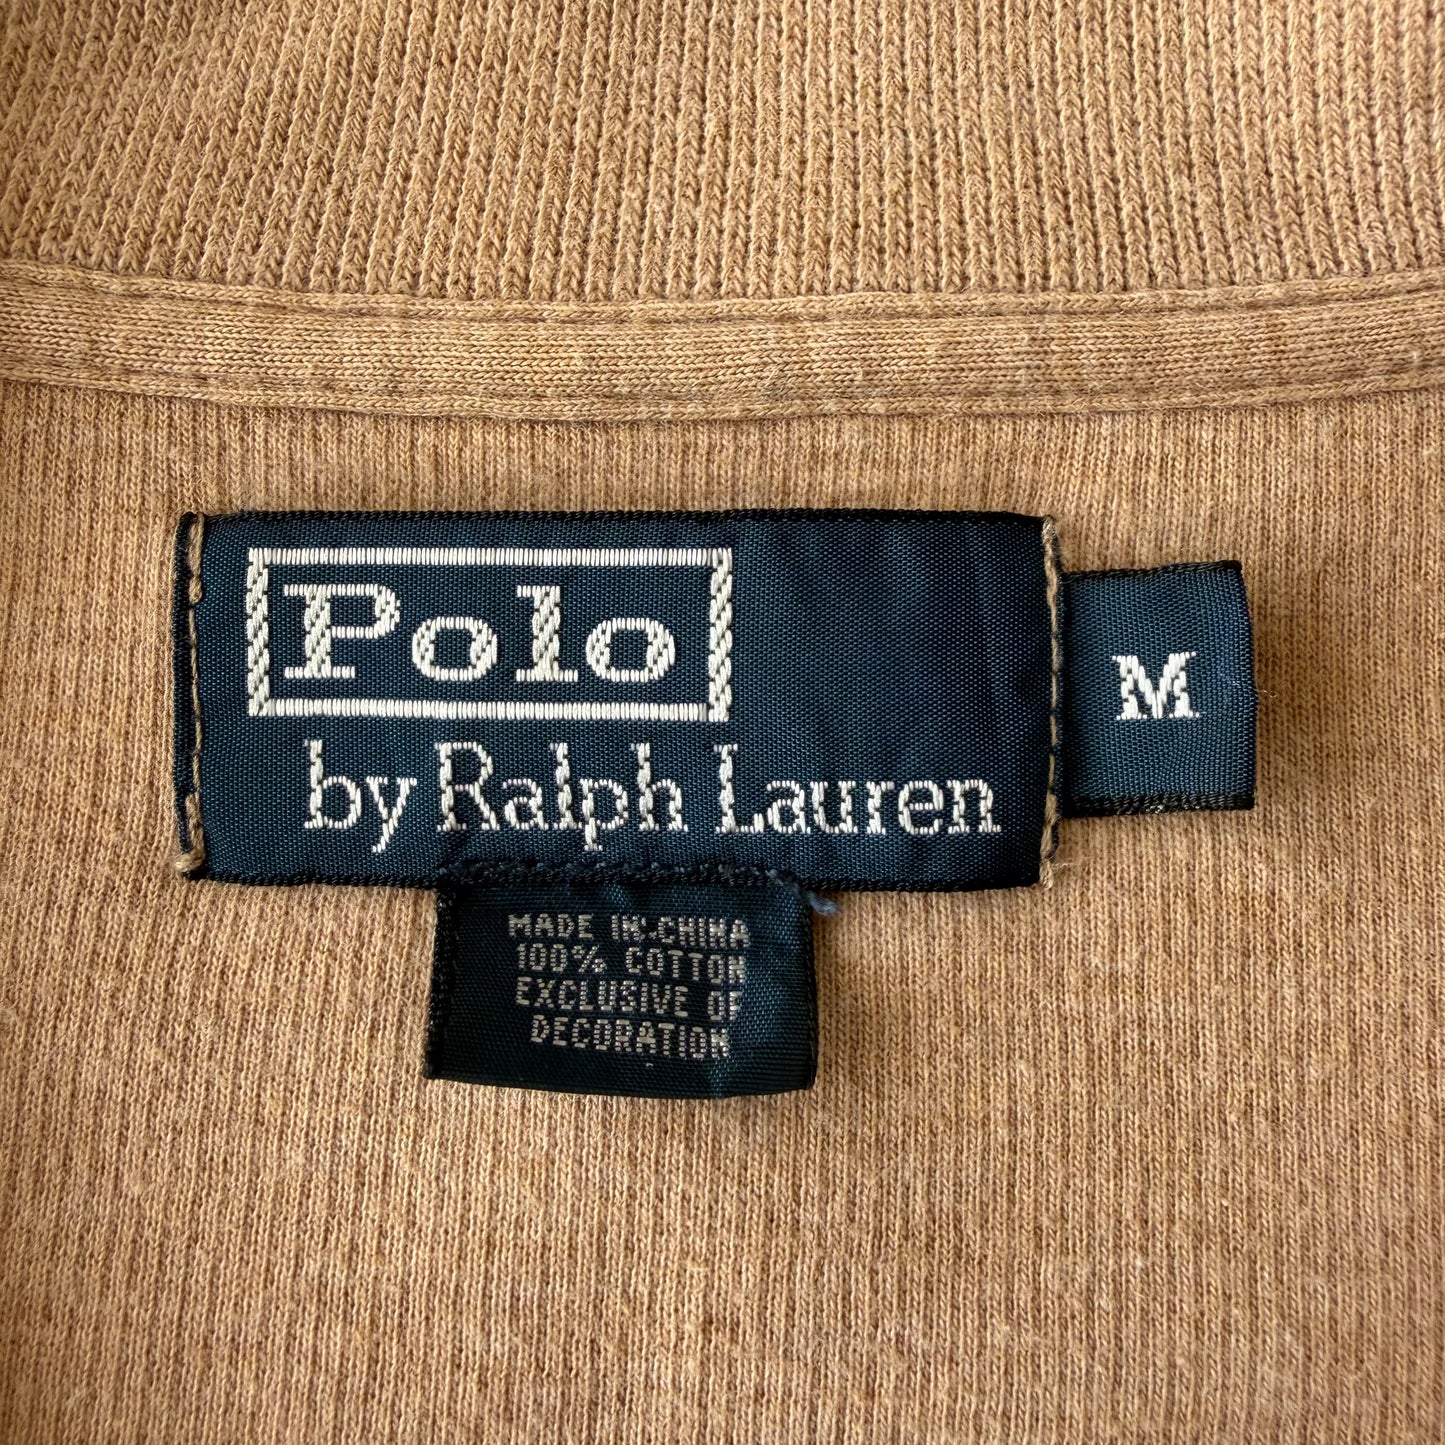 Polo
by Ralph Lauren
M
MADE IN CHINA
100% COTTON
EXCLUSIVE OF
DECORATION